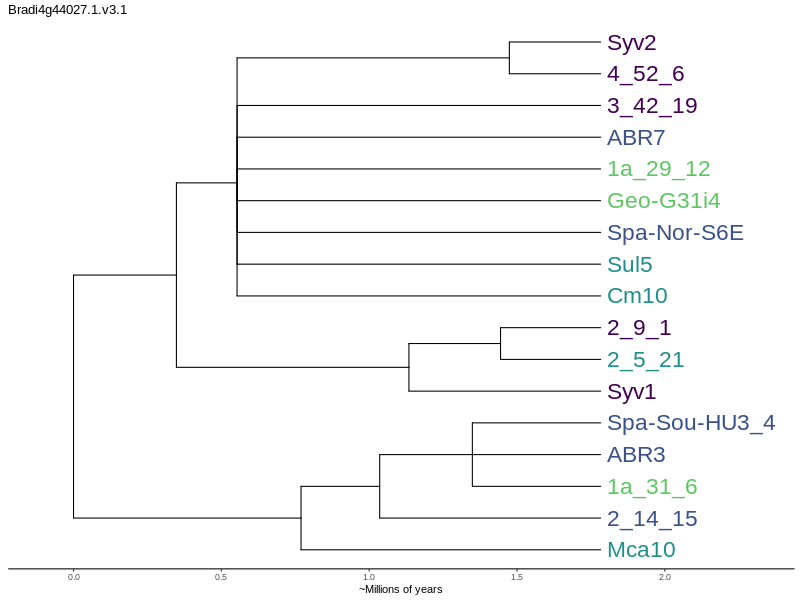 Bradi4g44027.1.v3.1
Syv2
4_52_6
3_42_19
ABR7
1a_29_12
Geo-G31i4
Spa-Nor-S6E
Sul5
Cm10
2_9_1
2_5_21
Syv1
Spa-Sou-HU3_4
ABR3
1a_31_6
2_14_15
Mca10
0.0 0.5 1.0 1.5 2.0
~Millions of years